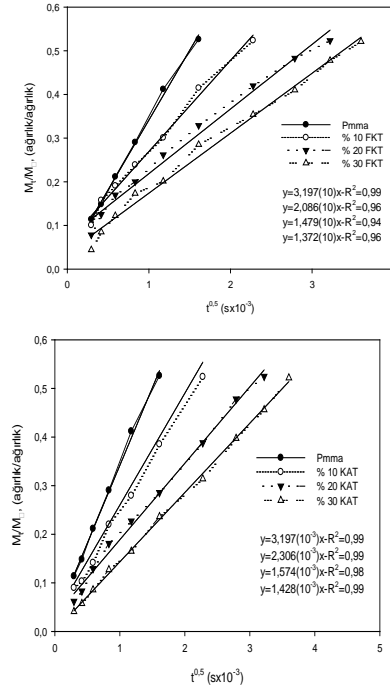 0,6
0,5
0,4
0,3
0,2
0,1
0,0
Mₜ/M□, (ağırlık/ağırlık)
Pmma
% 10 FKT
% 20 FKT
% 30 FKT
y=3,197(10)x-R²=0,99
y=2,086(10)x-R²=0,96
y=1,479(10)x-R²=0,94
y=1,372(10)x-R²=0,96
0 1 2 3 4
t⁰,⁵ (sx10⁻³)
0,6
0,5
0,4
0,3
0,2
0,1
0,0
Mₜ/M□, (ağırlık/ağırlık)
Pmma
% 10 KAT
% 20 KAT
% 30 KAT
y=3,197(10⁻³)x-R²=0,99
y=2,306(10⁻³)x-R²=0,99
y=1,574(10⁻³)x-R²=0,98
y=1,428(10⁻³)x-R²=0,99
0 1 2 3 4 5
t⁰,⁵ (sx10⁻³)